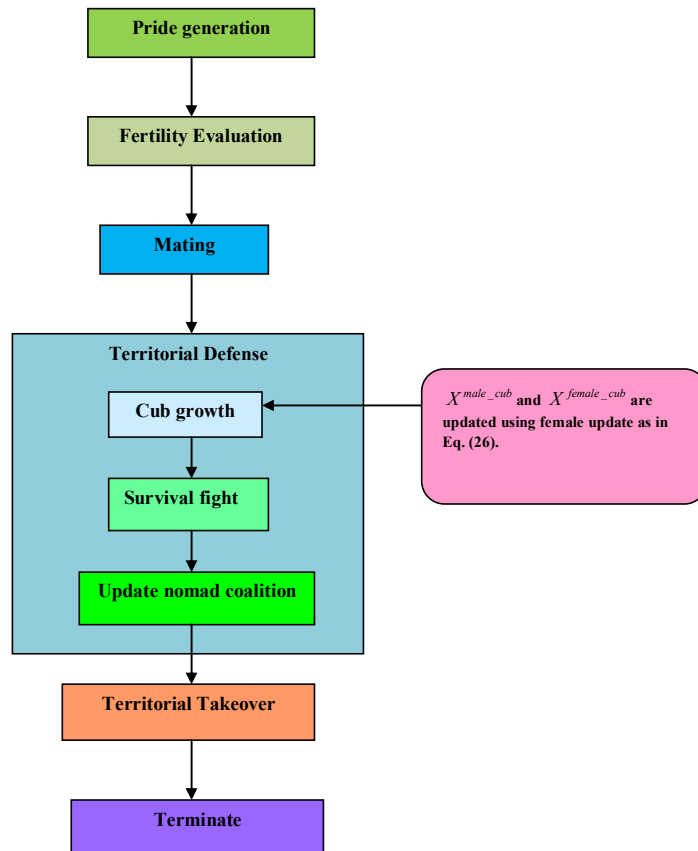 Pride generation
Fertility Evaluation
Mating
Territorial Defense
Cub growth
X^{male_cub} and X^{female_cub} are
updated using female update as in
Eq. (26).
Survival fight
Update nomad coalition
Territorial Takeover
Terminate